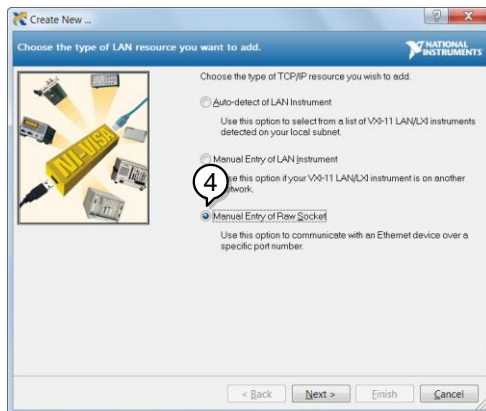 Create New ...
Choose the type of LAN resource you want to add.
NATIONAL
INSTRUMENTS
NI-VISA
Choose the type of TCP/IP resource you wish to add.
Auto-detect of LAN Instrument
Use this option to select from a list of VXI-11 LAN/LXI instruments
detected on your local subnet.
Manual Entry of LAN Instrument
this option if your VXI-11 LAN/LXI instrument is on another
4
Manual Entry of Raw Socket
Use this option to communicate with an Ethernet device over a
specific port number.
< Back
Next >
Finish
Cancel